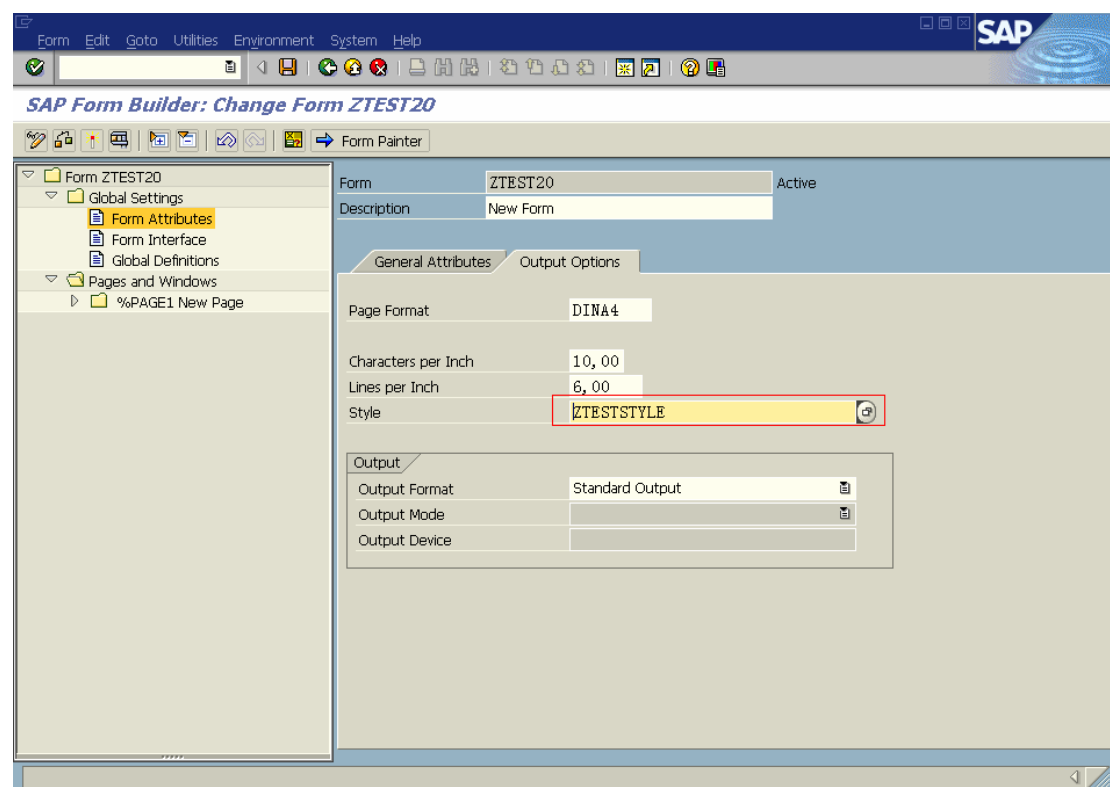 Form Edit Goto Utilities Environment System Help
SAP
SAP Form Builder: Change Form ZTEST20
Form Painter
Form ZTEST20
Global Settings
Form Attributes
Form Interface
Global Definitions
Pages and Windows
%PAGE1 New Page
Form ZTEST20 Active
Description New Form
General Attributes Output Options
Page Format DINA4
Characters per Inch 10,00
Lines per Inch 6,00
Style ZTESTSTYLE
Output
Output Format Standard Output
Output Mode
Output Device